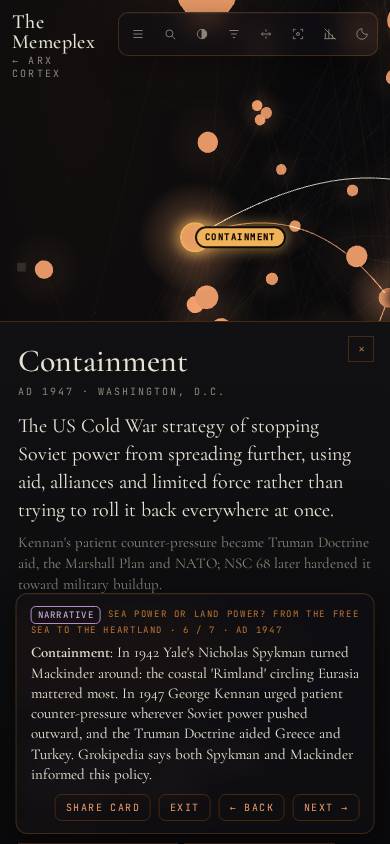 The
Memeplex
← ARX
CORTEX
CONTAINMENT
Containment
×
AD 1947 · WASHINGTON, D.C.
The US Cold War strategy of stopping
Soviet power from spreading further, using
aid, alliances and limited force rather than
trying to roll it back everywhere at once.
Kennan's patient counter-pressure became Truman Doctrine
aid, the Marshall Plan and NATO; NSC 68 later hardened it
toward military buildup.
NARRATIVE SEA POWER OR LAND POWER? FROM THE FREE
SEA TO THE HEARTLAND · 6 / 7 · AD 1947
Containment: In 1942 Yale's Nicholas Spykman turned
Mackinder around: the coastal 'Rimland' circling Eurasia
mattered most. In 1947 George Kennan urged patient
counter-pressure wherever Soviet power pushed
outward, and the Truman Doctrine aided Greece and
Turkey. Grokipedia says both Spykman and Mackinder
informed this policy.
SHARE CARD EXIT ← BACK NEXT →